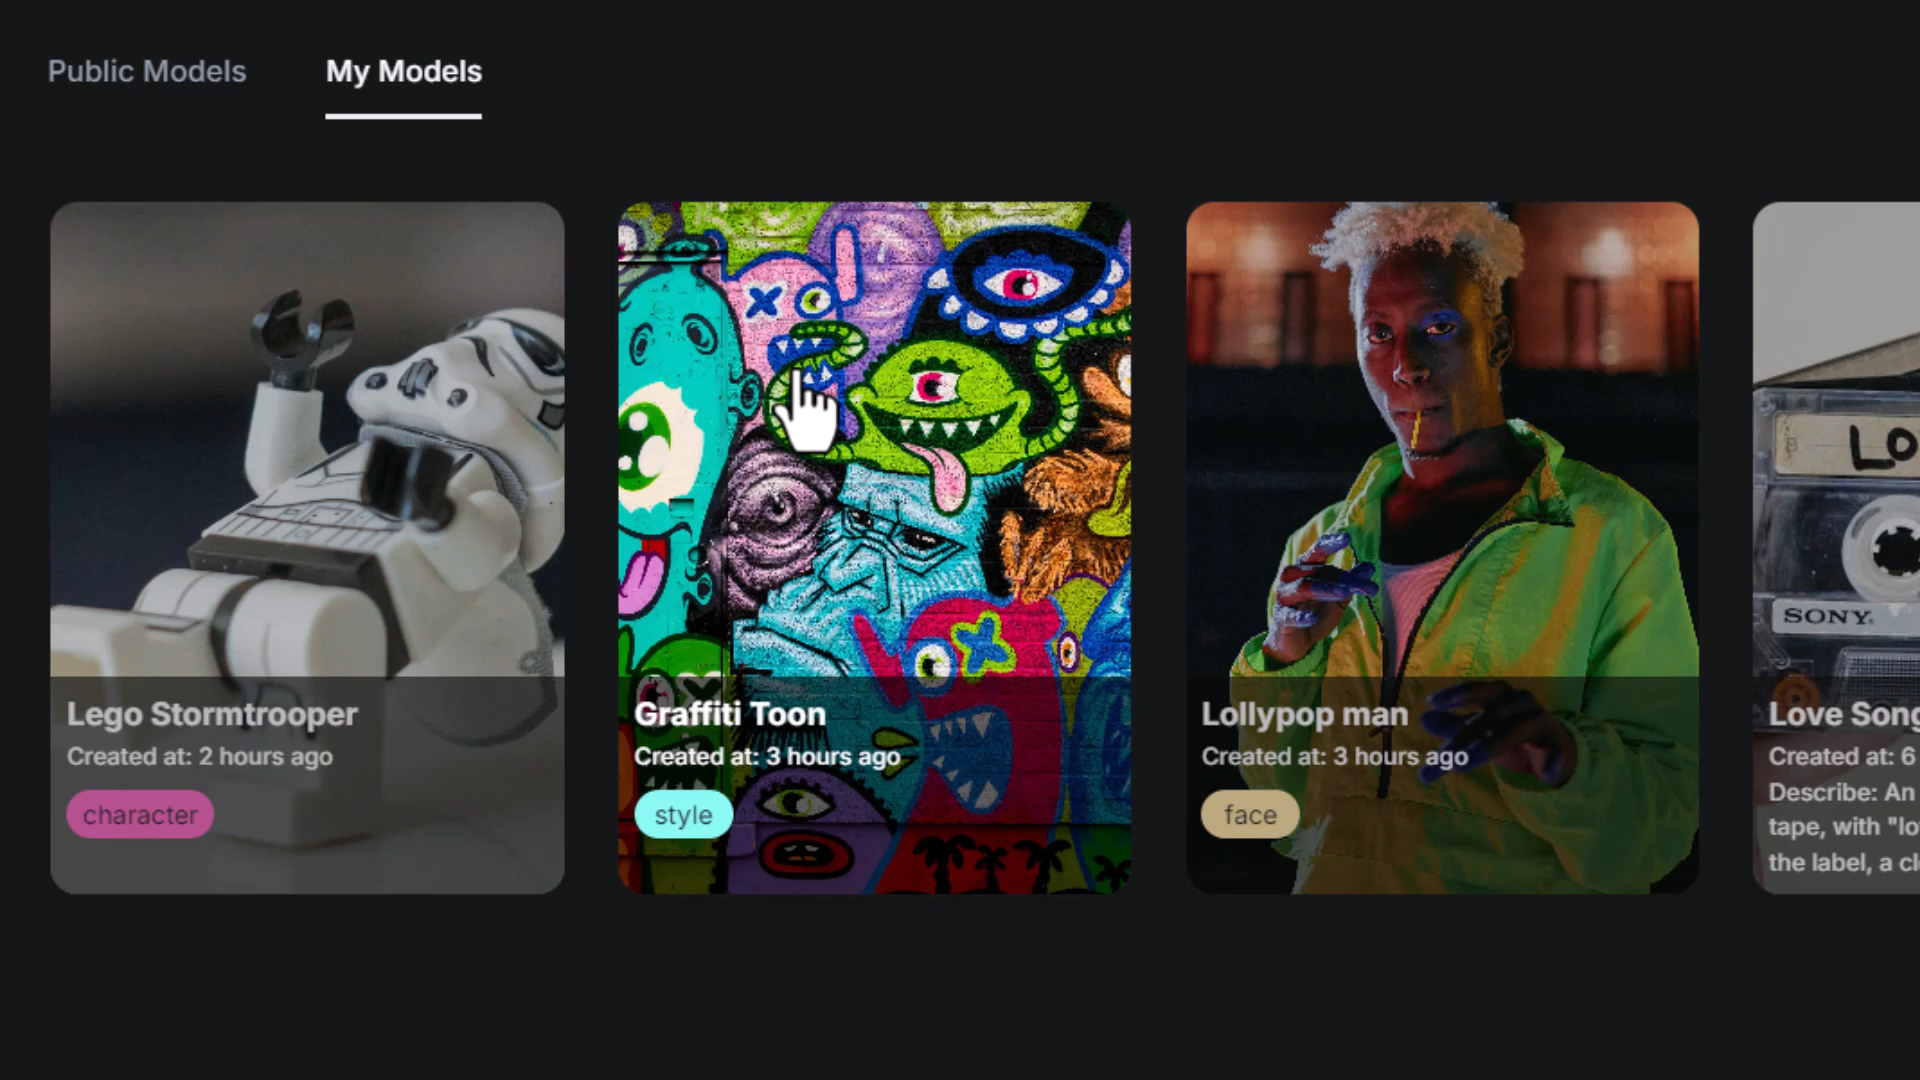 Public Models
My Models
Lego Stormtrooper
Created at: 2 hours ago
character
Graffiti Toon
Created at: 3 hours ago
style
Lollypop man
Created at: 3 hours ago
face
LO
SONY
Love Song
Created at: 6
Describe: An
tape, with "lo
the label, a cl